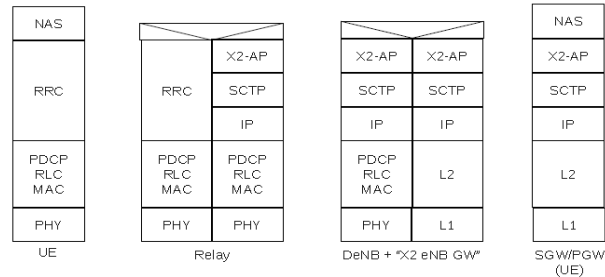 NAS
RRC
PDCP
RLC
MAC
PHY
UE
RRC
PDCP
RLC
MAC
PHY
X2-AP
SCTP
IP
PDCP
RLC
MAC
PHY
Relay
X2-AP
SCTP
IP
PDCP
RLC
MAC
PHY
X2-AP
SCTP
IP
L2
L1
DeNB + "X2 eNB GW"
NAS
X2-AP
SCTP
IP
L2
L1
SGW/PGW
(UE)